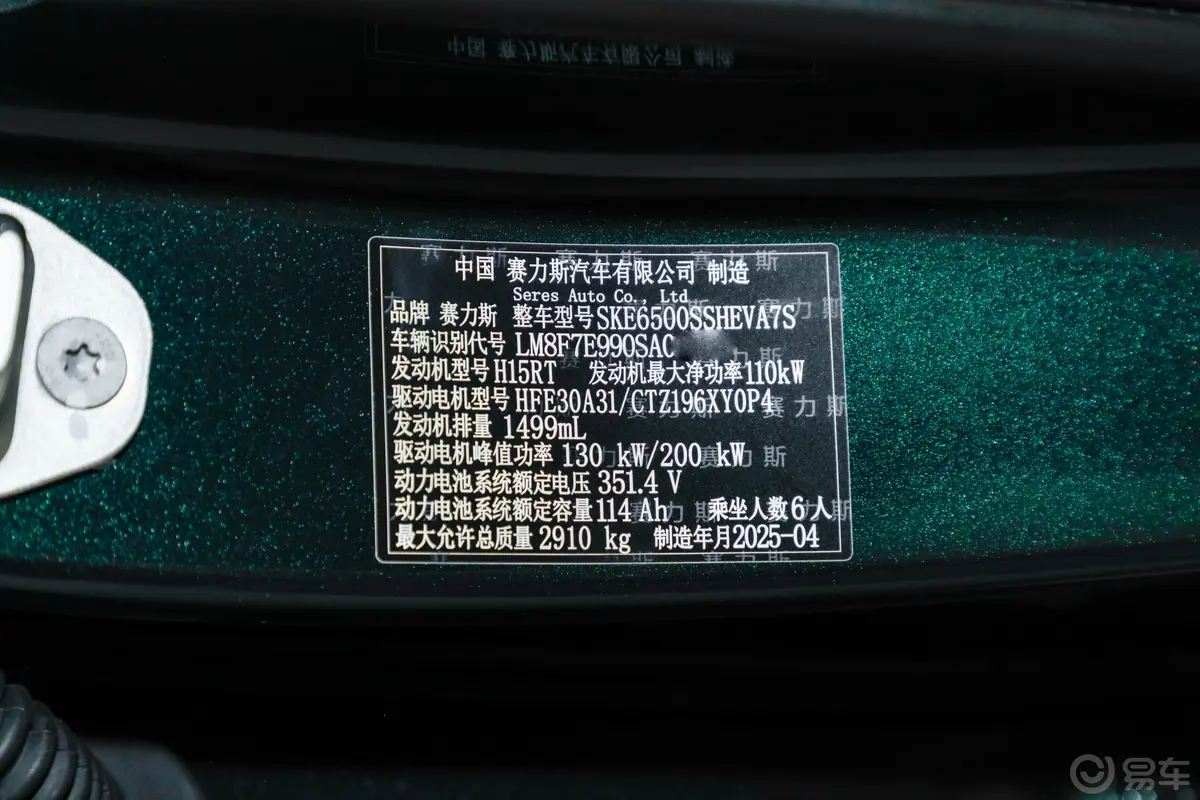 中国 赛力斯汽车有限公司 制造
Seres Auto Co., Ltd
品牌 赛力斯 整车型号SKE6500SSHEVA7S
车辆识别代号 LM8F7E990SAC
发动机型号H15RT 发动机最大净功率110kW
驱动电机型号 HFE30A31/CTZ196XY0P4
发动机排量 1499mL
驱动电机峰值功率 130 kW/200 kW
动力电池系统额定电压 351.4 V
动力电池系统额定容量 114 Ah 乘坐人数6人
最大允许总质量 2910 kg 制造年月2025-04
易车